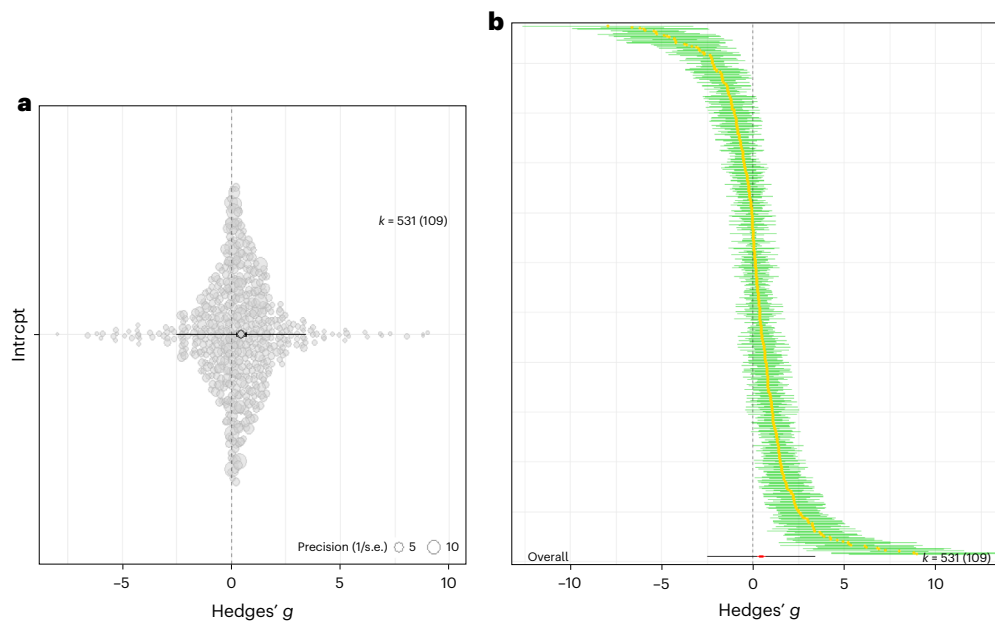 a
k = 531 (109)
Intrcpt
Precision (1/s.e.) 5 10
−5 0 5 10
Hedges’ g
b
Overall
k = 531 (109)
−10 −5 0 5 10
Hedges’ g